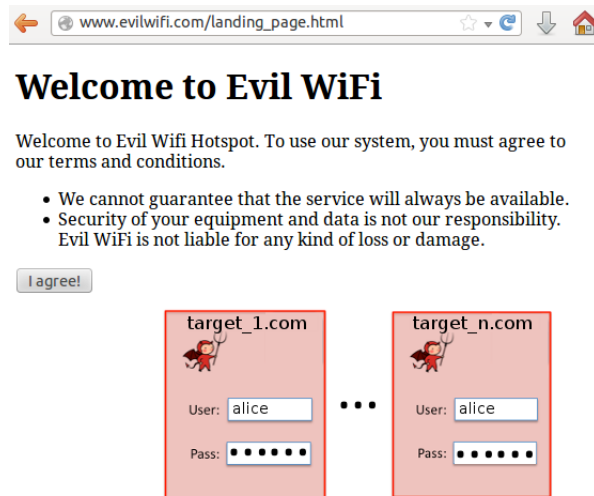 www.evilwifi.com/landing_page.html
Welcome to Evil WiFi
Welcome to Evil Wifi Hotspot. To use our system, you must agree to
our terms and conditions.
• We cannot guarantee that the service will always be available.
• Security of your equipment and data is not our responsibility.
Evil WiFi is not liable for any kind of loss or damage.
I agree!
target_1.com
User: alice
Pass: ••••••
...
target_n.com
User: alice
Pass: ••••••